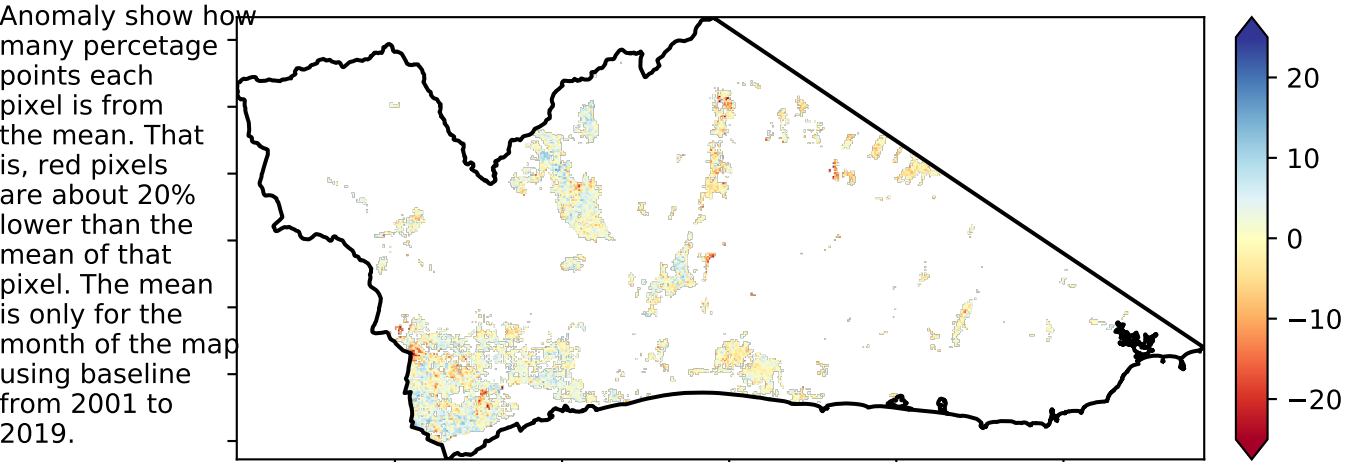 Anomaly show how
many percetage
points each
pixel is from
the mean. That
is, red pixels
are about 20%
lower than the
mean of that
pixel. The mean
is only for the
month of the map
using baseline
from 2001 to
2019.
20
10
0
−10
−20